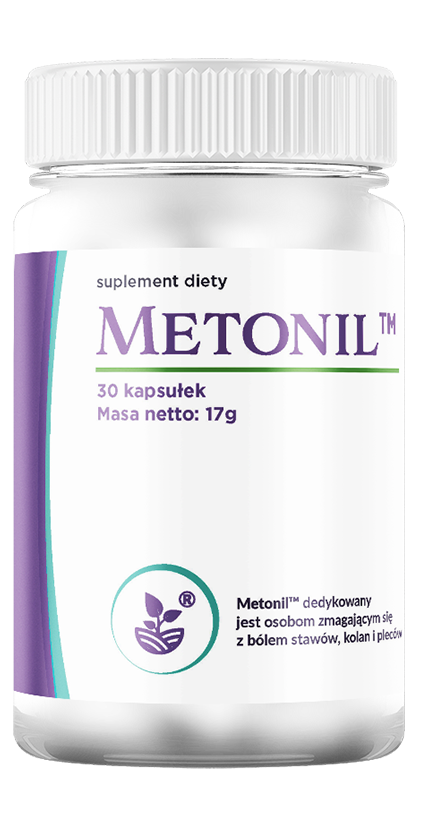 suplement diety
METONIL™
30 kapsułek
Masa netto: 17g
®
Metonil™ dedykowany
jest osobom zmagającym się
z bólem stawów, kolan i pleców